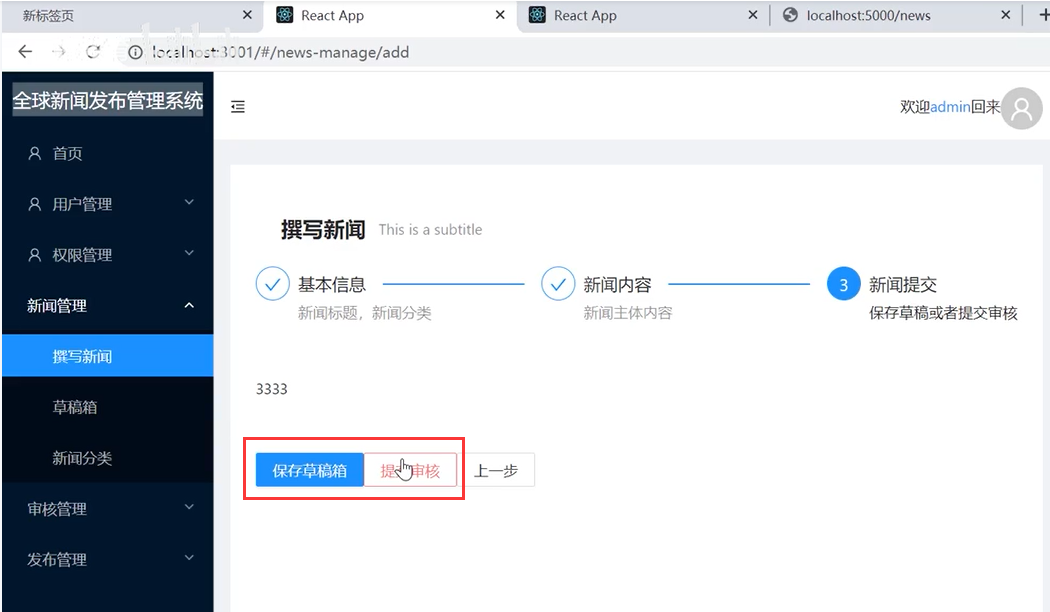 新标签页
React App
React App
localhost:5000/news
localhost:3001/#/news-manage/add
全球新闻发布管理系统
欢迎admin回来
首页
用户管理
权限管理
新闻管理
撰写新闻
草稿箱
新闻分类
审核管理
发布管理
撰写新闻 This is a subtitle
基本信息
新闻标题，新闻分类
新闻内容
新闻主体内容
3 新闻提交
保存草稿或者提交审核
3333
保存草稿箱
提交审核
上一步